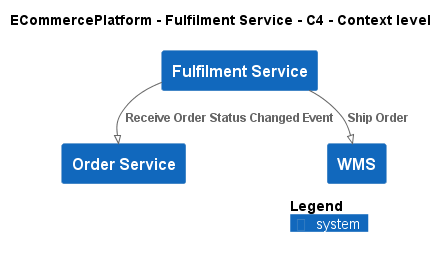 ECommercePlatform - Fulfilment Service - C4 - Context level
Fulfilment Service
Receive Order Status Changed Event
Ship Order
Order Service
WMS
Legend
system